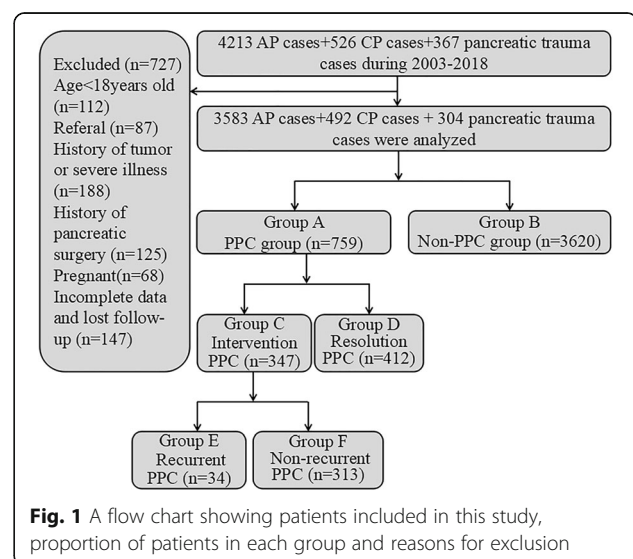 Excluded (n=727)
Age<18years old
(n=112)
Referal (n=87)
History of tumor
or severe illness
(n=188)
History of
pancreatic
surgery (n=125)
Pregnant(n=68)
Incomplete data
and lost follow-
up (n=147)
4213 AP cases+526 CP cases+367 pancreatic trauma
cases during 2003-2018
3583 AP cases+492 CP cases + 304 pancreatic trauma
cases were analyzed
Group A
PPC group (n=759)
Group B
Non-PPC group (n=3620)
Group C
Intervention
PPC (n=347)
Group D
Resolution
PPC (n=412)
Group E
Recurrent
PPC (n=34)
Group F
Non-recurrent
PPC (n=313)
Fig. 1 A flow chart showing patients included in this study,
proportion of patients in each group and reasons for exclusion